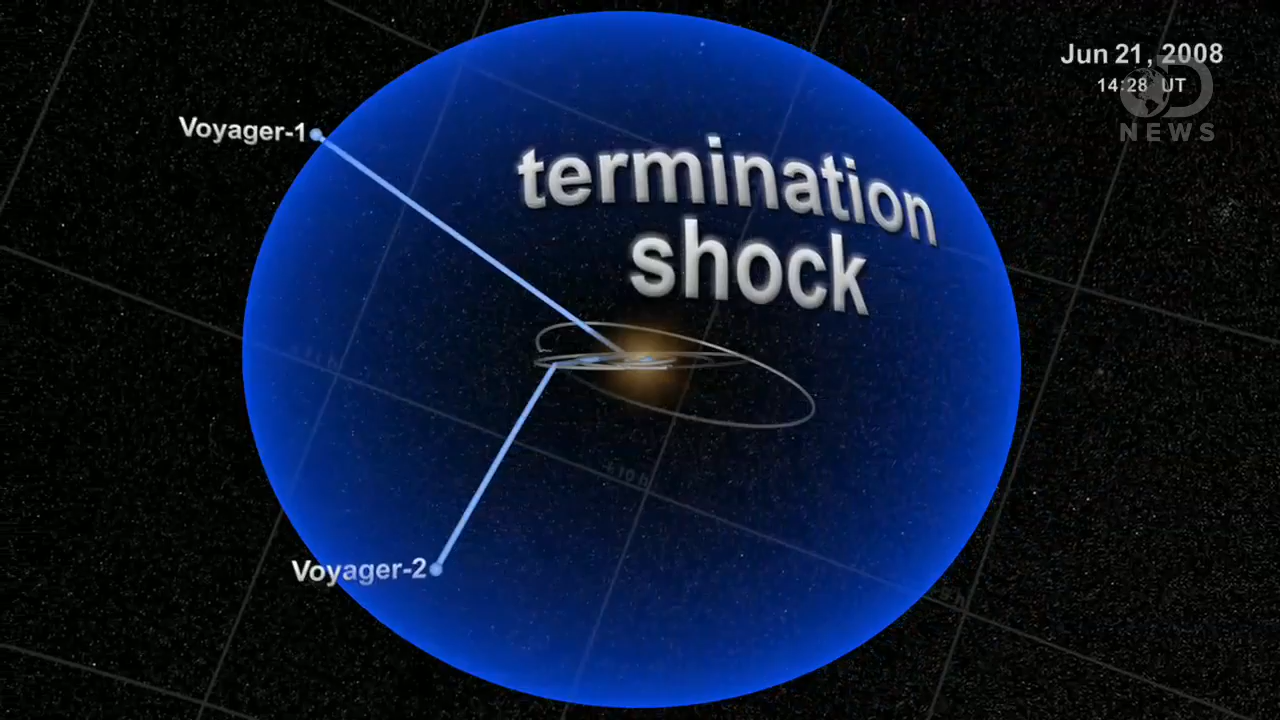 Jun 21, 2008
14:28 UT
D
NEWS
Voyager-1
termination
shock
Voyager-2